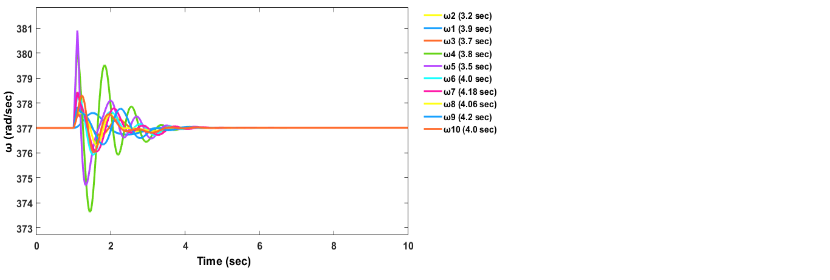 381
380
379
378
377
376
375
374
373
ω (rad/sec)
0 2 4 6 8 10
Time (sec)
ω2 (3.2 sec)
ω1 (3.9 sec)
ω3 (3.7 sec)
ω4 (3.8 sec)
ω5 (3.5 sec)
ω6 (4.0 sec)
ω7 (4.18 sec)
ω8 (4.06 sec)
ω9 (4.2 sec)
ω10 (4.0 sec)